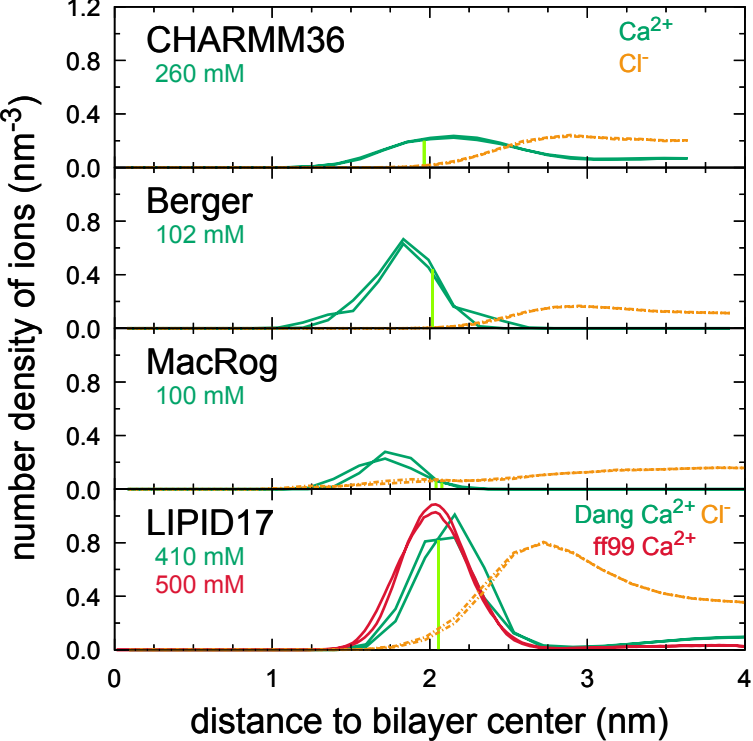 number density of ions (nm⁻³)
1.2
0.8
0.4
0.0
CHARMM36
260 mM
Ca²⁺
Cl⁻
0.8
0.4
0.0
Berger
102 mM
0.8
0.4
0.0
MacRog
100 mM
0.8
0.4
0.0
LIPID17
410 mM
500 mM
Dang Ca²⁺ Cl⁻
ff99 Ca²⁺
0 1 2 3 4
distance to bilayer center (nm)